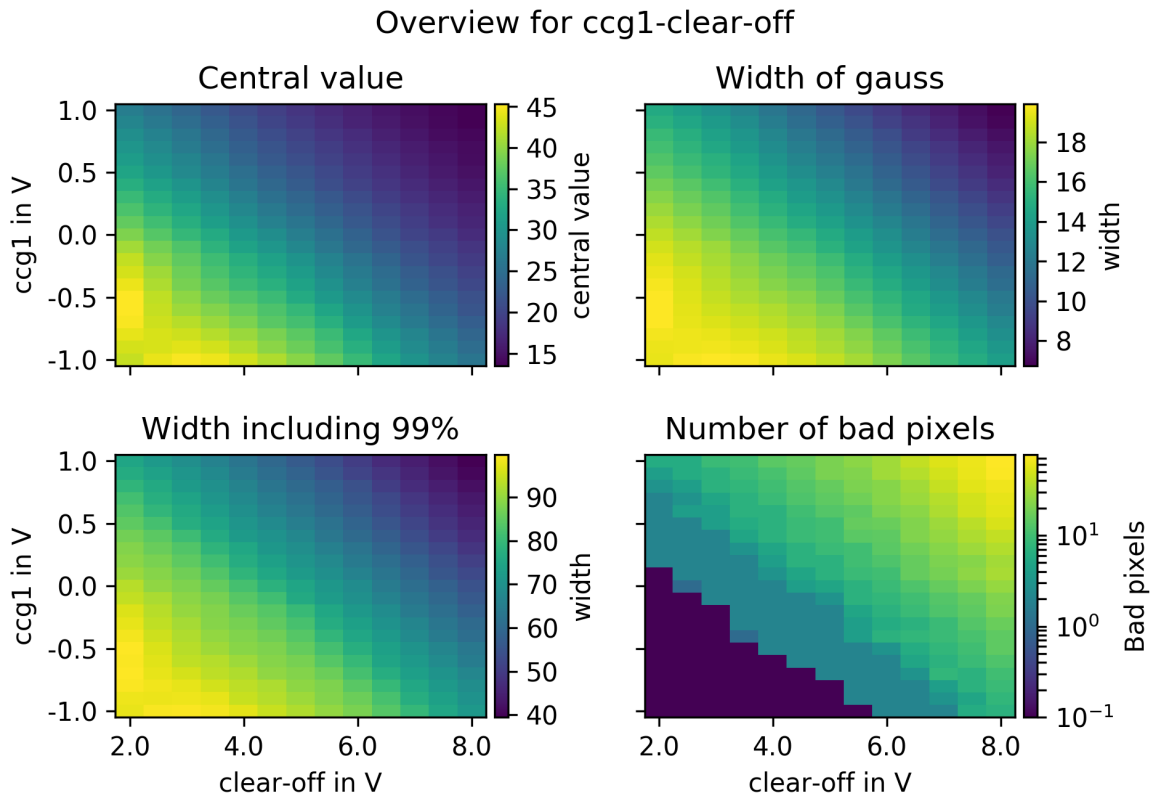 Overview for ccg1-clear-off
Central value
Width of gauss
1.0
0.5
0.0
-0.5
-1.0
ccg1 in V
45
40
35
30
25
20
15
central value
18
16
14
12
10
8
width
Width including 99%
Number of bad pixels
1.0
0.5
0.0
-0.5
-1.0
ccg1 in V
90
80
70
60
50
40
width
10¹
10⁰
10⁻¹
Bad pixels
2.0 4.0 6.0 8.0
clear-off in V
2.0 4.0 6.0 8.0
clear-off in V